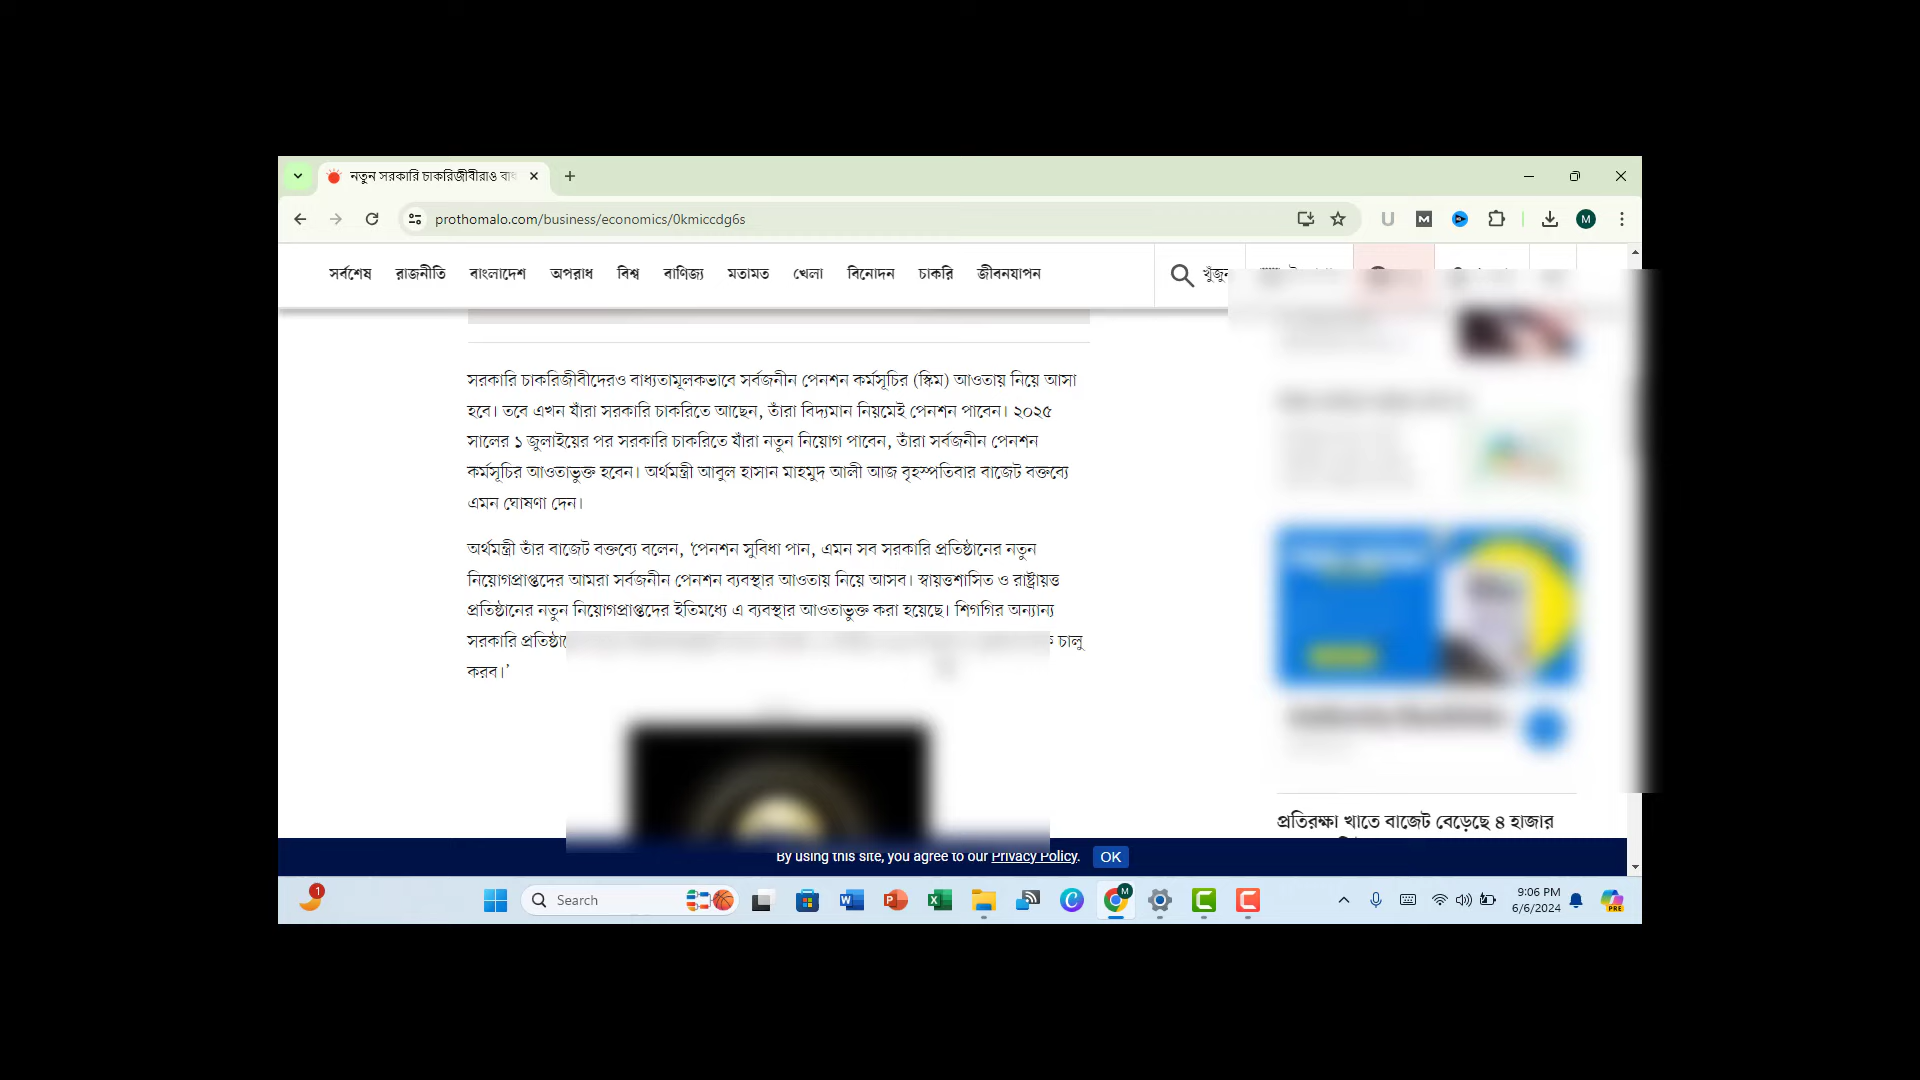 নতুন সরকারি চাকরিজীবীরাও বাধ
prothomalo.com/business/economics/0kmiccdg6s
সর্বশেষ রাজনীতি বাংলাদেশ অপরাধ বিশ্ব বাণিজ্য মতামত খেলা বিনোদন চাকরি জীবনযাপন
সরকারি চাকরিজীবীদেরও বাধ্যতামূলকভাবে সর্বজনীন পেনশন কর্মসূচির (স্কিম) আওতায় নিয়ে আসা
হবে। তবে এখন যাঁরা সরকারি চাকরিতে আছেন, তাঁরা বিদ্যমান নিয়মেই পেনশন পাবেন। ২০২৫
সালের ১ জুলাইয়ের পর সরকারি চাকরিতে যাঁরা নতুন নিয়োগ পাবেন, তাঁরা সর্বজনীন পেনশন
কর্মসূচির আওতাভুক্ত হবেন। অর্থমন্ত্রী আবুল হাসান মাহমুদ আলী আজ বৃহস্পতিবার বাজেট বক্তব্যে
এমন ঘোষণা দেন।
অর্থমন্ত্রী তাঁর বাজেট বক্তব্যে বলেন, ‘পেনশন সুবিধা পান, এমন সব সরকারি প্রতিষ্ঠানের নতুন
নিয়োগপ্রাপ্তদের আমরা সর্বজনীন পেনশন ব্যবস্থার আওতায় নিয়ে আসব। স্বায়ত্তশাসিত ও রাষ্ট্রায়ত্ত
প্রতিষ্ঠানের নতুন নিয়োগপ্রাপ্তদের ইতিমধ্যে এ ব্যবস্থার আওতাভুক্ত করা হয়েছে। শিগগির অন্যান্য
সরকারি চালু
করব।’
প্রতিরক্ষা খাতে বাজেট বেড়েছে ৪ হাজার
By using this site, you agree to our Privacy Policy. OK
1
Search
M
9:06 PM
6/6/2024
PRE